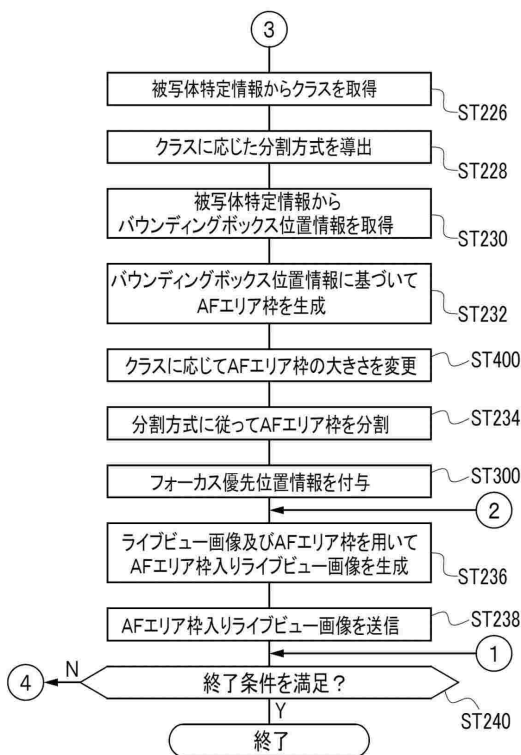 ③
被写体特定情報からクラスを取得
ST226
クラスに応じた分割方式を導出
ST228
被写体特定情報から
バウンディングボックス位置情報を取得
ST230
バウンディングボックス位置情報に基づいて
AFエリア枠を生成
ST232
クラスに応じてAFエリア枠の大きさを変更
ST400
分割方式に従ってAFエリア枠を分割
ST234
フォーカス優先位置情報を付与
ST300
②
ライブビュー画像及びAFエリア枠を用いて
AFエリア枠入りライブビュー画像を生成
ST236
AFエリア枠入りライブビュー画像を送信
ST238
①
④
N
終了条件を満足?
ST240
Y
終了